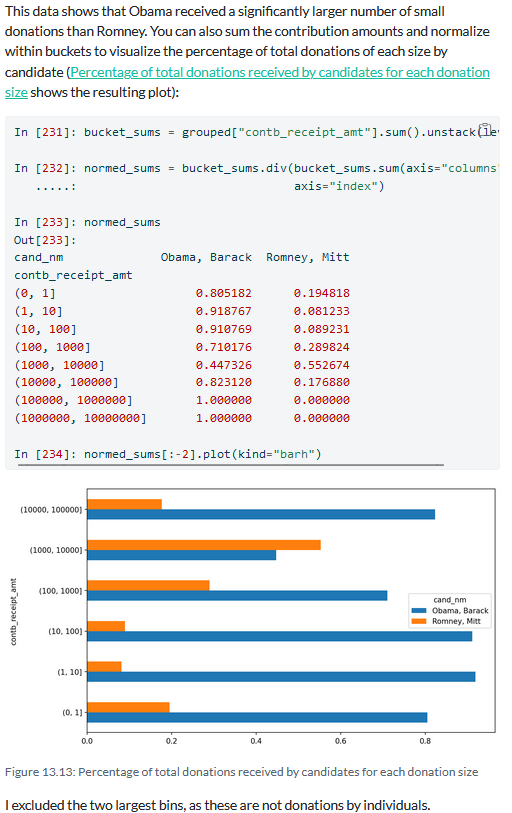 This data shows that Obama received a significantly larger number of small
donations than Romney. You can also sum the contribution amounts and normalize
within buckets to visualize the percentage of total donations of each size by
candidate (Percentage of total donations received by candidates for each donation
size shows the resulting plot):
In [231]: bucket_sums = grouped["contb_receipt_amt"].sum().unstack(le
In [232]: normed_sums = bucket_sums.div(bucket_sums.sum(axis="columns"
.....: axis="index")
In [233]: normed_sums
Out[233]:
cand_nm Obama, Barack Romney, Mitt
contb_receipt_amt
(0, 1] 0.805182 0.194818
(1, 10] 0.918767 0.081233
(10, 100] 0.910769 0.089231
(100, 1000] 0.710176 0.289824
(1000, 10000] 0.447326 0.552674
(10000, 100000] 0.823120 0.176880
(100000, 1000000] 1.000000 0.000000
(1000000, 10000000] 1.000000 0.000000
In [234]: normed_sums[:-2].plot(kind="barh")
(10000, 100000]
(1000, 10000]
(100, 1000]
(10, 100]
(1, 10]
(0, 1]
contb_receipt_amt
cand_nm
Obama, Barack
Romney, Mitt
0.0 0.2 0.4 0.6 0.8
Figure 13.13: Percentage of total donations received by candidates for each donation size
I excluded the two largest bins, as these are not donations by individuals.